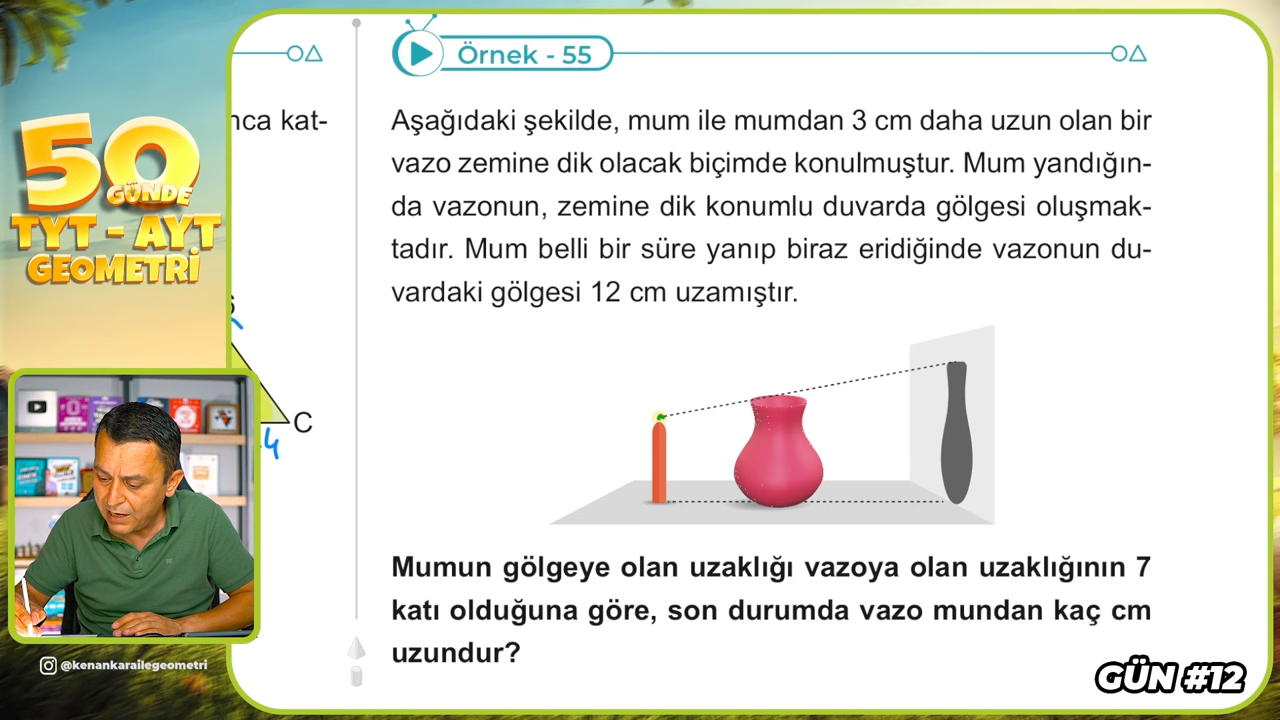 50
GÜNDE
TYT - AYT
GEOMETRİ
nca kat-
C
4
Örnek - 55
Aşağıdaki şekilde, mum ile mumdan 3 cm daha uzun olan bir
vazo zemine dik olacak biçimde konulmuştur. Mum yandığın-
da vazonun, zemine dik konumlu duvarda gölgesi oluşmak-
tadır. Mum belli bir süre yanıp biraz eridiğinde vazonun du-
vardaki gölgesi 12 cm uzamıştır.
Mumun gölgeye olan uzaklığı vazoya olan uzaklığının 7
katı olduğuna göre, son durumda vazo mundan kaç cm
uzundur?
@kenankarailegeometri
GÜN #12